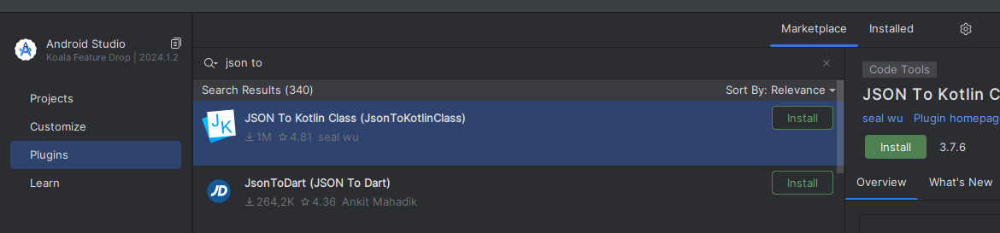 Android Studio
Koala Feature Drop | 2024.1.2
Projects
Customize
Plugins
Learn
Marketplace
Installed
json to
Search Results (340)
Sort By: Relevance
JK
JSON To Kotlin Class (JsonToKotlinClass)
1M 4.81 seal wu
Install
JD
JsonToDart (JSON To Dart)
264,2K 4.36 Ankit Mahadik
Install
Code Tools
JSON To Kotlin C
seal wu Plugin homepag
Install 3.7.6
Overview What's New